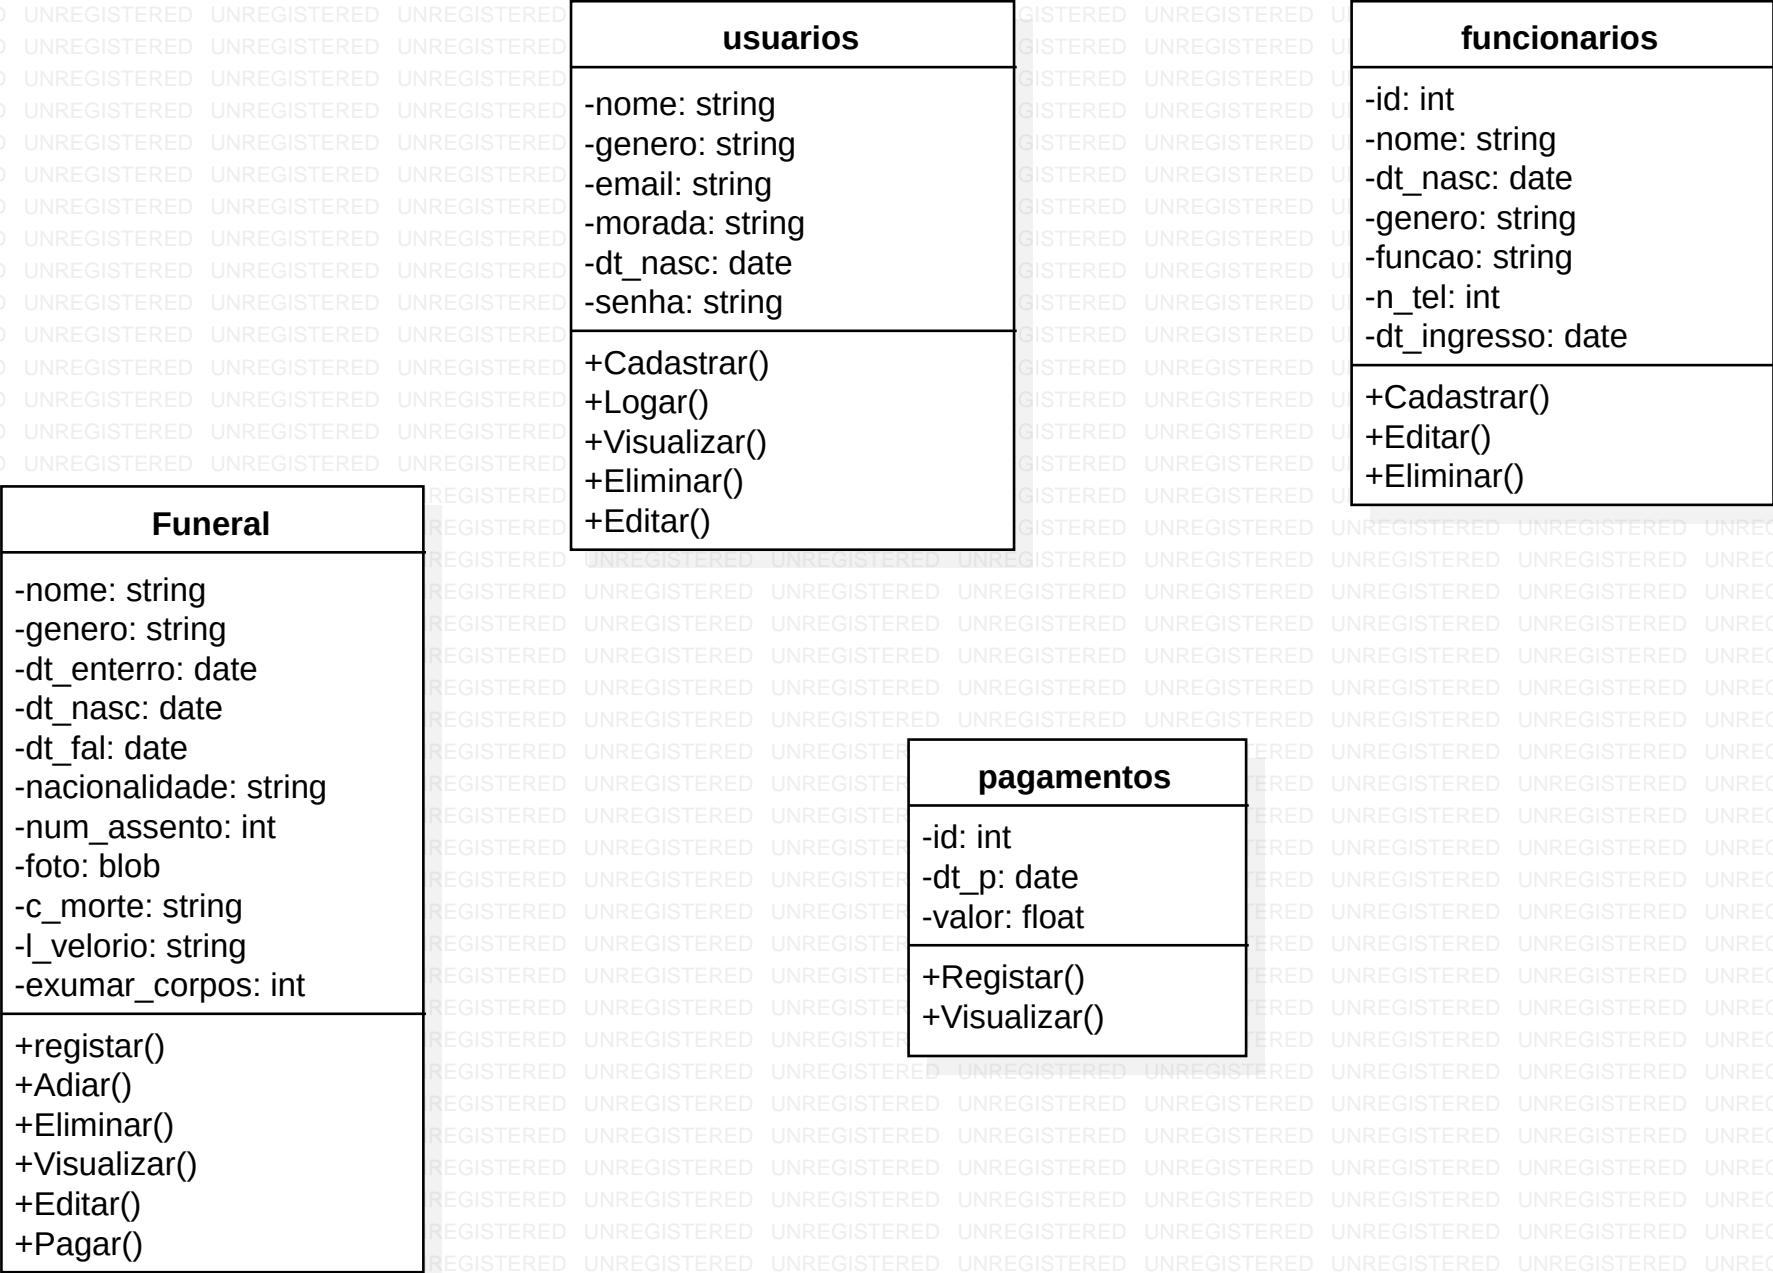 usuarios
-nome: string
-genero: string
-email: string
-morada: string
-dt_nasc: date
-senha: string
+Cadastrar()
+Logar()
+Visualizar()
+Eliminar()
+Editar()
funcionarios
-id: int
-nome: string
-dt_nasc: date
-genero: string
-funcao: string
-n_tel: int
-dt_ingresso: date
+Cadastrar()
+Editar()
+Eliminar()
Funeral
-nome: string
-genero: string
-dt_enterro: date
-dt_nasc: date
-dt_fal: date
-nacionalidade: string
-num_assento: int
-foto: blob
-c_morte: string
-l_velorio: string
-exumar_corpos: int
+registar()
+Adiar()
+Eliminar()
+Visualizar()
+Editar()
+Pagar()
pagamentos
-id: int
-dt_p: date
-valor: float
+Registar()
+Visualizar()
UNREGISTERED